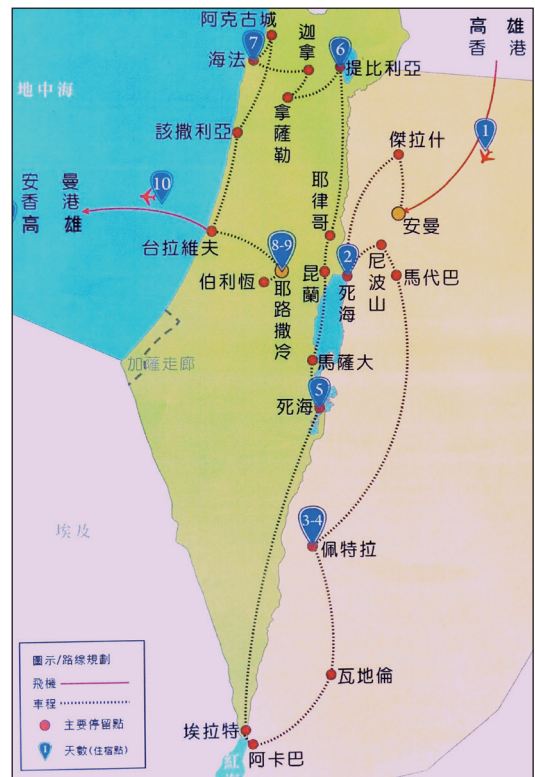 阿克古城
迦拿
高雄
香港
7
海法
6
提比利亞
地中海
拿薩勒
1
該撒利亞
傑拉什
安曼
香港
高雄
10
耶律哥
安曼
台拉維夫
8-9
2
尼波山
伯利恆
耶路撒冷
昆蘭
死海
馬代巴
加薩走廊
馬薩大
5
死海
3-4
埃及
佩特拉
圖示/路線規劃
飛機
車程
主要停留點
1
天數(住宿點)
瓦地倫
埃拉特
阿卡巴
紅